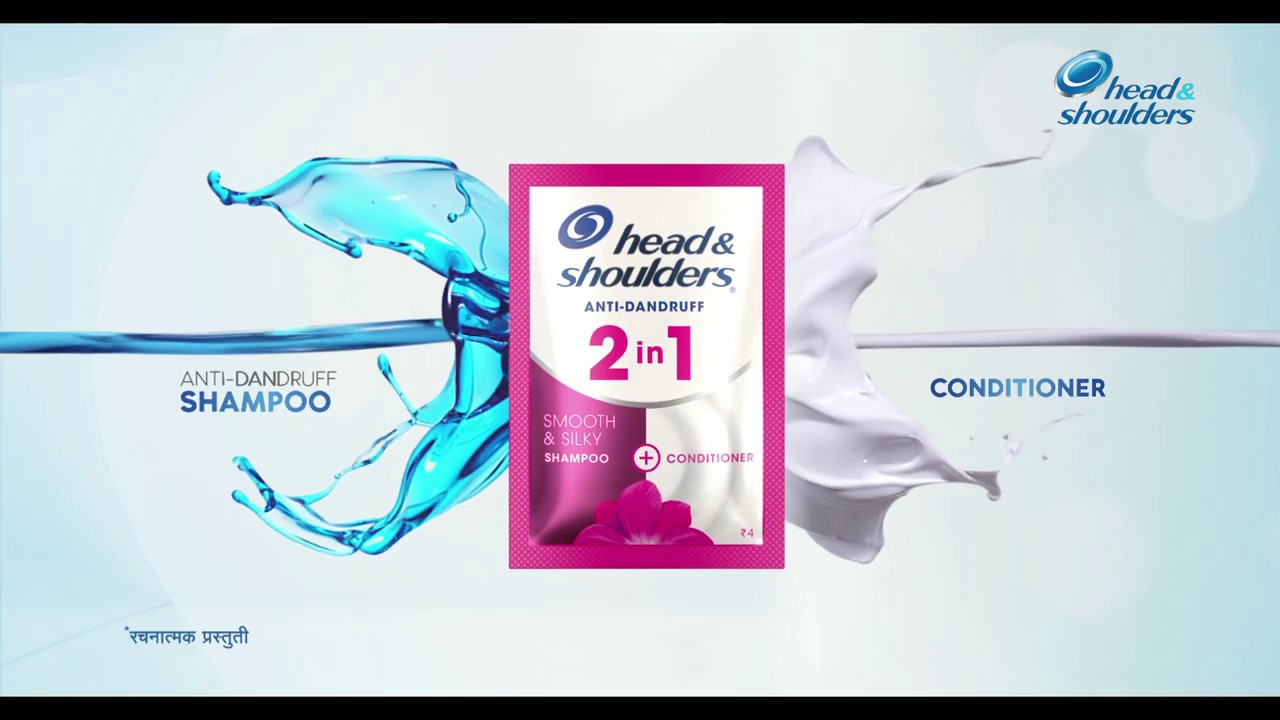 head &
shoulders
head &
shoulders®
ANTI-DANDRUFF
2 in 1
ANTI-DANDRUFF
SHAMPOO
CONDITIONER
SMOOTH
& SILKY
SHAMPOO + CONDITIONER
₹4
*रचनात्मक प्रस्तुती